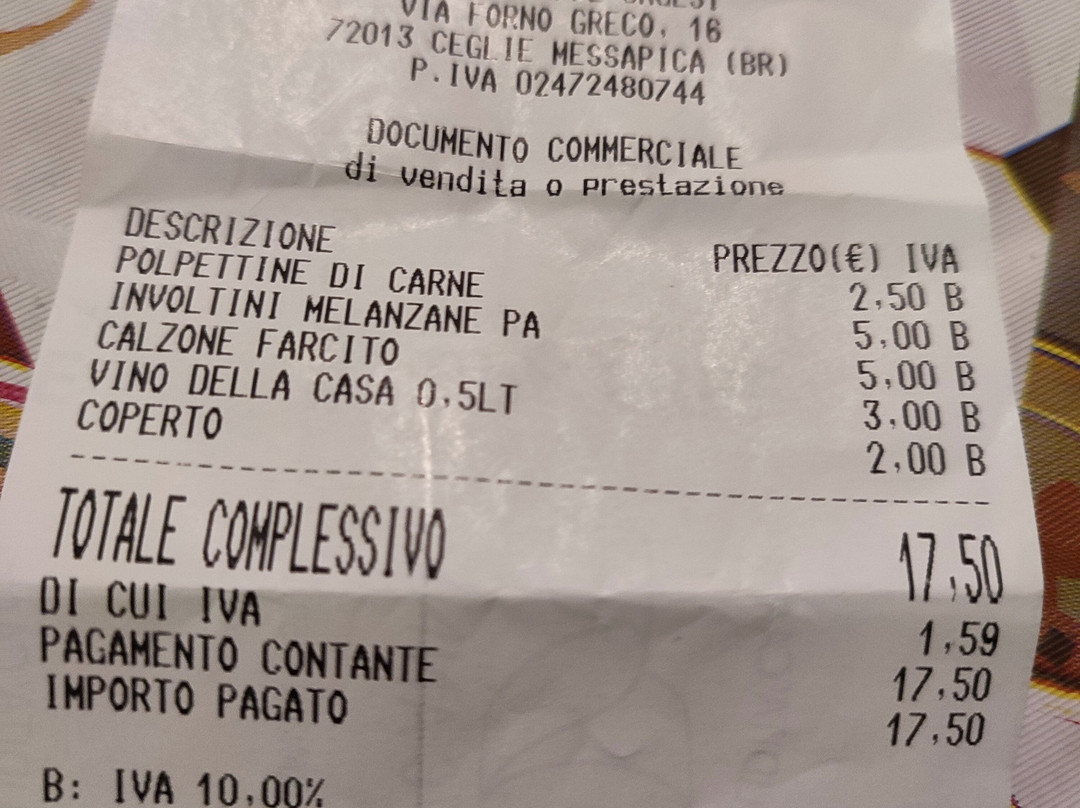 VIA FORNO GRECO, 16
72013 CEGLIE MESSAPICA (BR)
P.IVA 02472480744
DOCUMENTO COMMERCIALE
di vendita o prestazione
DESCRIZIONE PREZZO(€) IVA
POLPETTINE DI CARNE 2,50 B
INVOLTINI MELANZANE PA 5,00 B
CALZONE FARCITO 5,00 B
VINO DELLA CASA 0,5LT 3,00 B
COPERTO 2,00 B
TOTALE COMPLESSIVO 17,50
DI CUI IVA 1,59
PAGAMENTO CONTANTE 17,50
IMPORTO PAGATO 17,50
B: IVA 10,00%